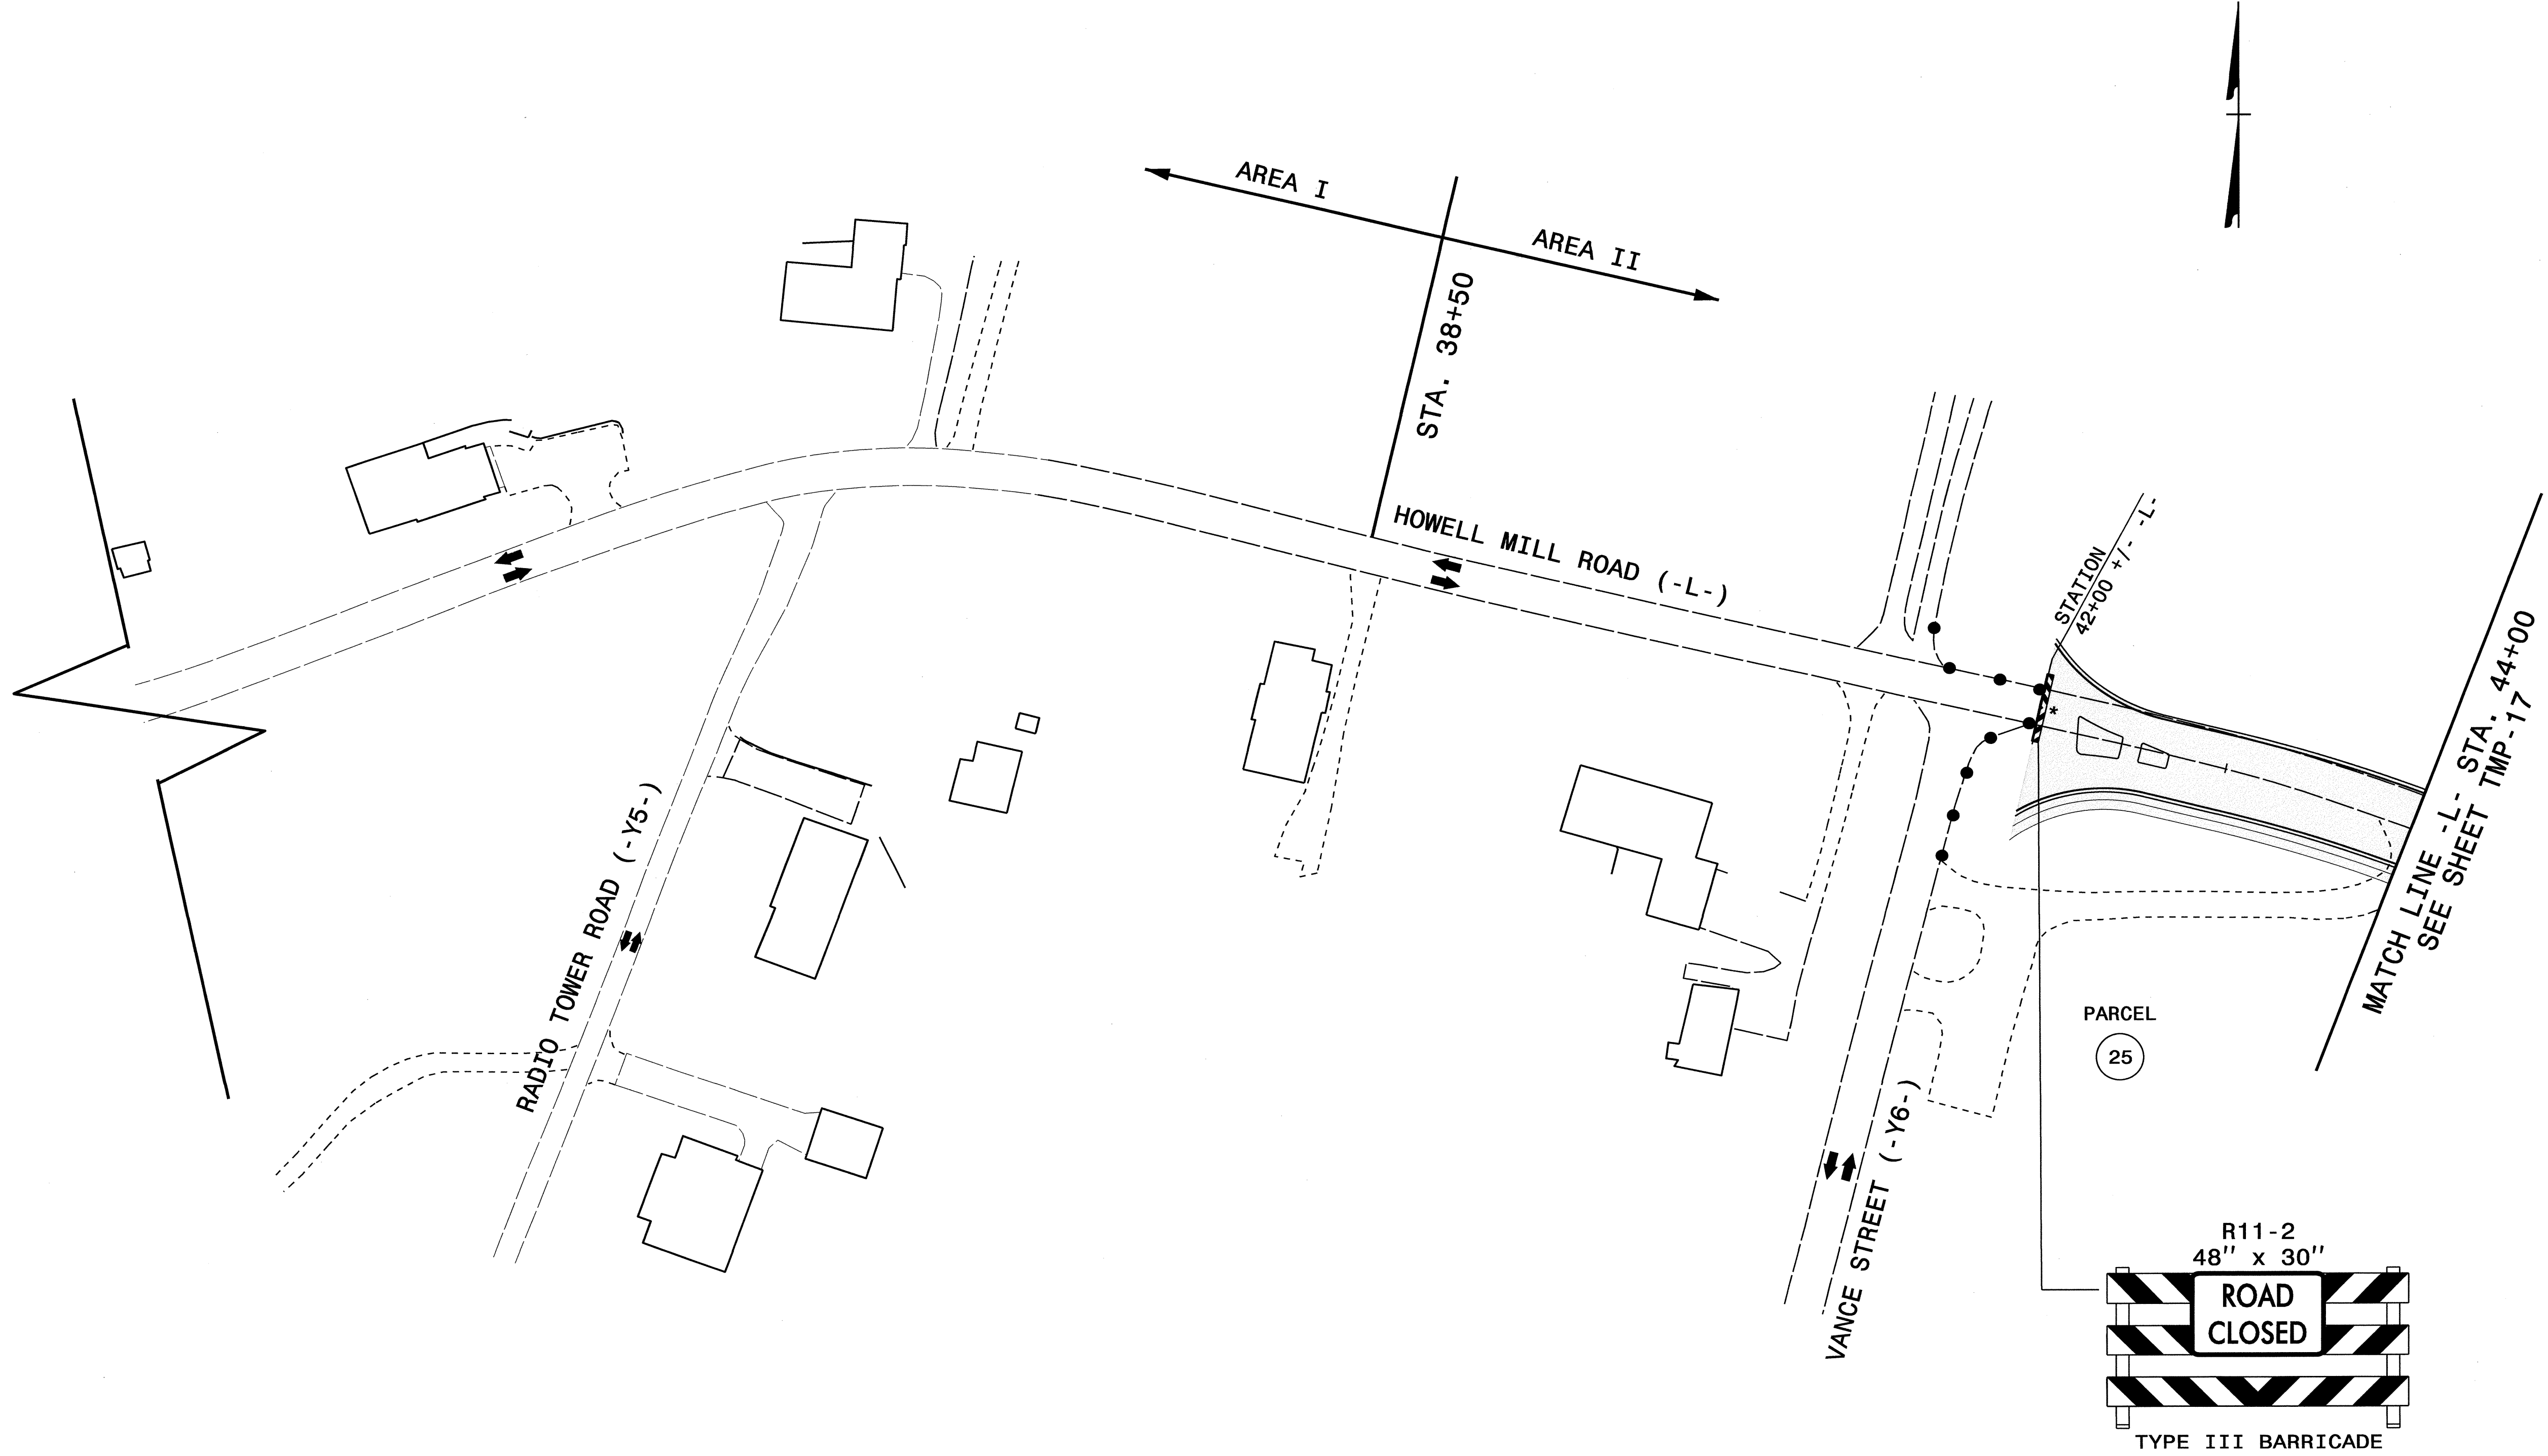 AREA I
AREA II
STA. 38+50
HOWELL MILL ROAD (-L-)
STATION
42+00 +/- -L-
*
MATCH LINE -L- STA. 44+00
SEE SHEET TMP-17
RADIO TOWER ROAD (-Y5-)
PARCEL
25
VANCE STREET (-Y6-)
R11-2
48" x 30"
ROAD
CLOSED
TYPE III BARRICADE